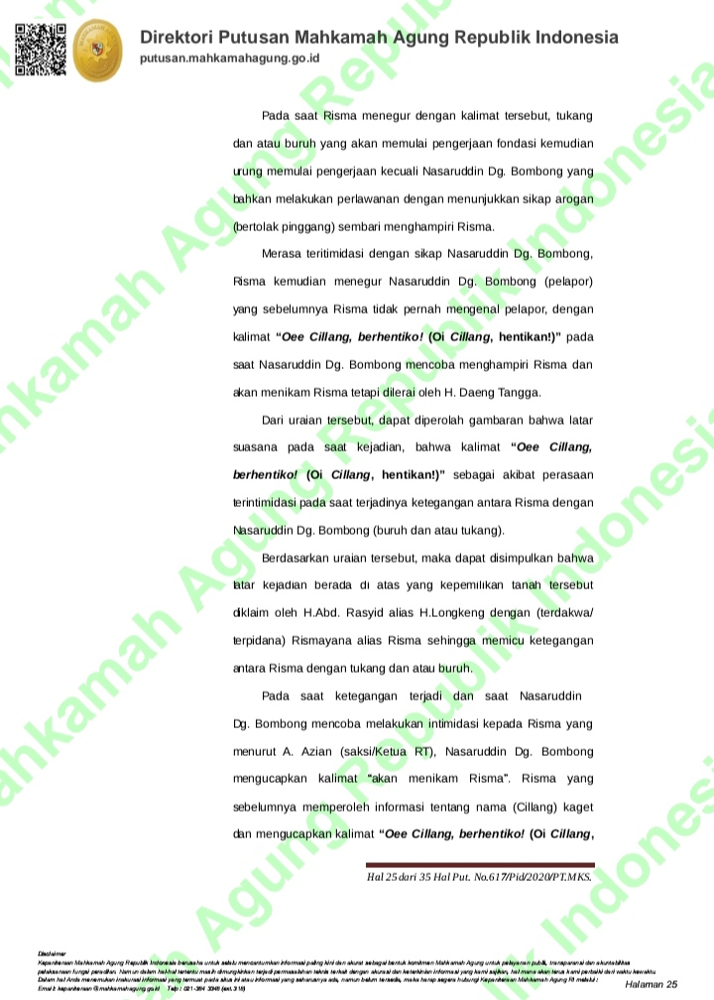 Direktori Putusan Mahkamah Agung Republik Indonesia
putusan.mahkamahagung.go.id
Pada saat Risma menegur dengan kalimat tersebut, tukang
dan atau buruh yang akan memulai pengerjaan fondasi kemudian
urung memulai pengerjaan kecuali Nasaruddin Dg. Bombong yang
bahkan melakukan perlawanan dengan menunjukkan sikap arogan
(bertolak pinggang) sembari menghampiri Risma.
Merasa teritimidasi dengan sikap Nasaruddin Dg. Bombong,
Risma kemudian menegur Nasaruddin Dg. Bombong (pelapor)
yang sebelumnya Risma tidak pernah mengenal pelapor, dengan
kalimat “Oee Cillang, berhentiko! (Oi Cillang, hentikan!)” pada
saat Nasaruddin Dg. Bombong mencoba menghampiri Risma dan
akan menikam Risma tetapi dilerai oleh H. Daeng Tangga.
Dari uraian tersebut, dapat diperolah gambaran bahwa latar
suasana pada saat kejadian, bahwa kalimat “Oee Cillang,
berhentiko! (Oi Cillang, hentikan!)” sebagai akibat perasaan
terintimidasi pada saat terjadinya ketegangan antara Risma dengan
Nasaruddin Dg. Bombong (buruh dan atau tukang).
Berdasarkan uraian tersebut, maka dapat disimpulkan bahwa
latar kejadian berada di atas yang kepemilikan tanah tersebut
diklaim oleh H.Abd. Rasyid alias H.Longkeng dengan (terdakwa/
terpidana) Rismayana alias Risma sehingga memicu ketegangan
antara Risma dengan tukang dan atau buruh.
Pada saat ketegangan terjadi dan saat Nasaruddin
Dg. Bombong mencoba melakukan intimidasi kepada Risma yang
menurut A. Azian (saksi/Ketua RT), Nasaruddin Dg. Bombong
mengucapkan kalimat “akan menikam Risma”. Risma yang
sebelumnya memperoleh informasi tentang nama (Cillang) kaget
dan mengucapkan kalimat “Oee Cillang, berhentiko! (Oi Cillang,
Hal 25 dari 35 Hal Put. No.617/Pid/2020/PT.MKS.
Disclaimer
Kepaniteraan Mahkamah Agung Republik Indonesia berusaha untuk selalu mencantumkan informasi paling kini dan akurat sebagai bentuk komitmen Mahkamah Agung untuk pelayanan publik, transparansi dan akuntabilitas
pelaksanaan fungsi peradilan. Namun dalam hal-hal tertentu masih dimungkinkan terjadi permasalahan teknis terkait dengan akurasi dan keterkinian informasi yang kami sajikan, hal mana akan terus kami perbaiki dari waktu kewaktu.
Dalam hal Anda menemukan inakurasi informasi yang termuat pada situs ini atau informasi yang seharusnya ada, namun belum tersedia, maka harap segera hubungi Kepaniteraan Mahkamah Agung RI melalui :
Email : kepaniteraan@mahkamahagung.go.id Telp : 021-384 3348 (ext.318)
Halaman 25